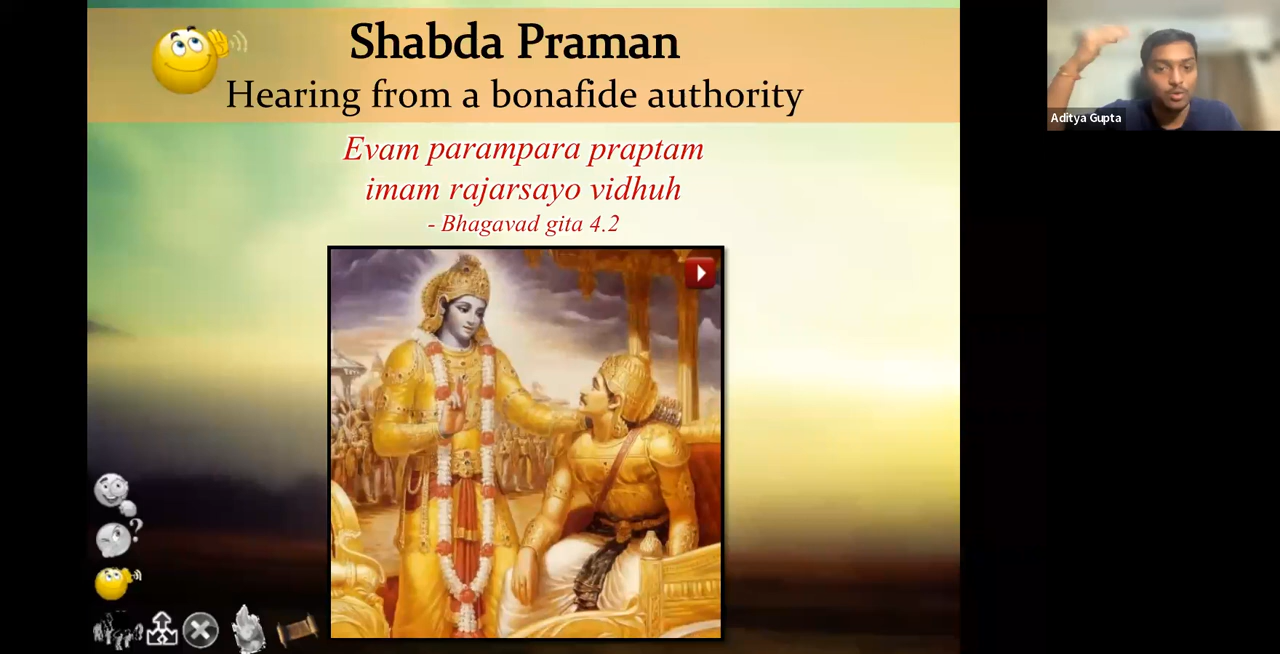 Shabda Praman
Hearing from a bonafide authority
Evam parampara praptam
imam rajarsayo vidhuh
- Bhagavad gita 4.2
Aditya Gupta
?